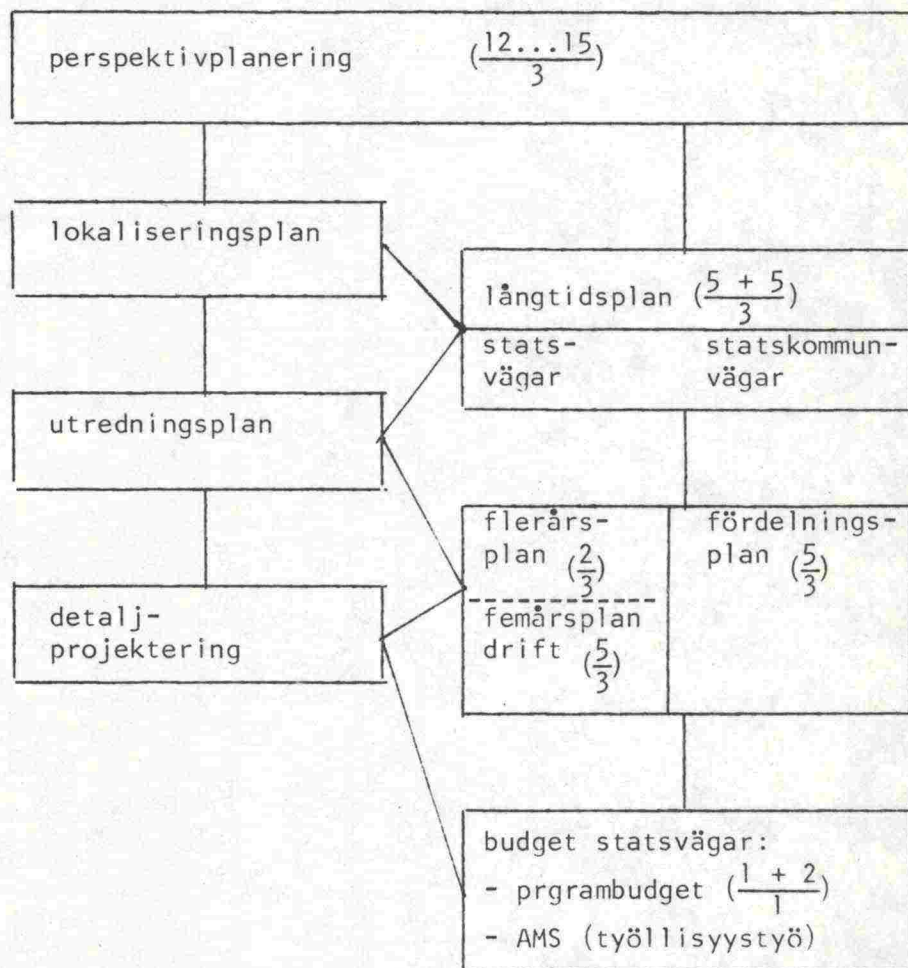 perspektivplanering (12...15/3)
lokaliseringsplan
långtidsplan (5 + 5/3)
stats-
vägar
statskommun-
vägar
utredningsplan
flerårs-
plan (2/3)
femårsplan
drift (5/3)
fördelnings-
plan (5/3)
detalj-
projektering
budget statsvägar:
- prgrambudget (1 + 2/1)
- AMS (työllisyystyö)